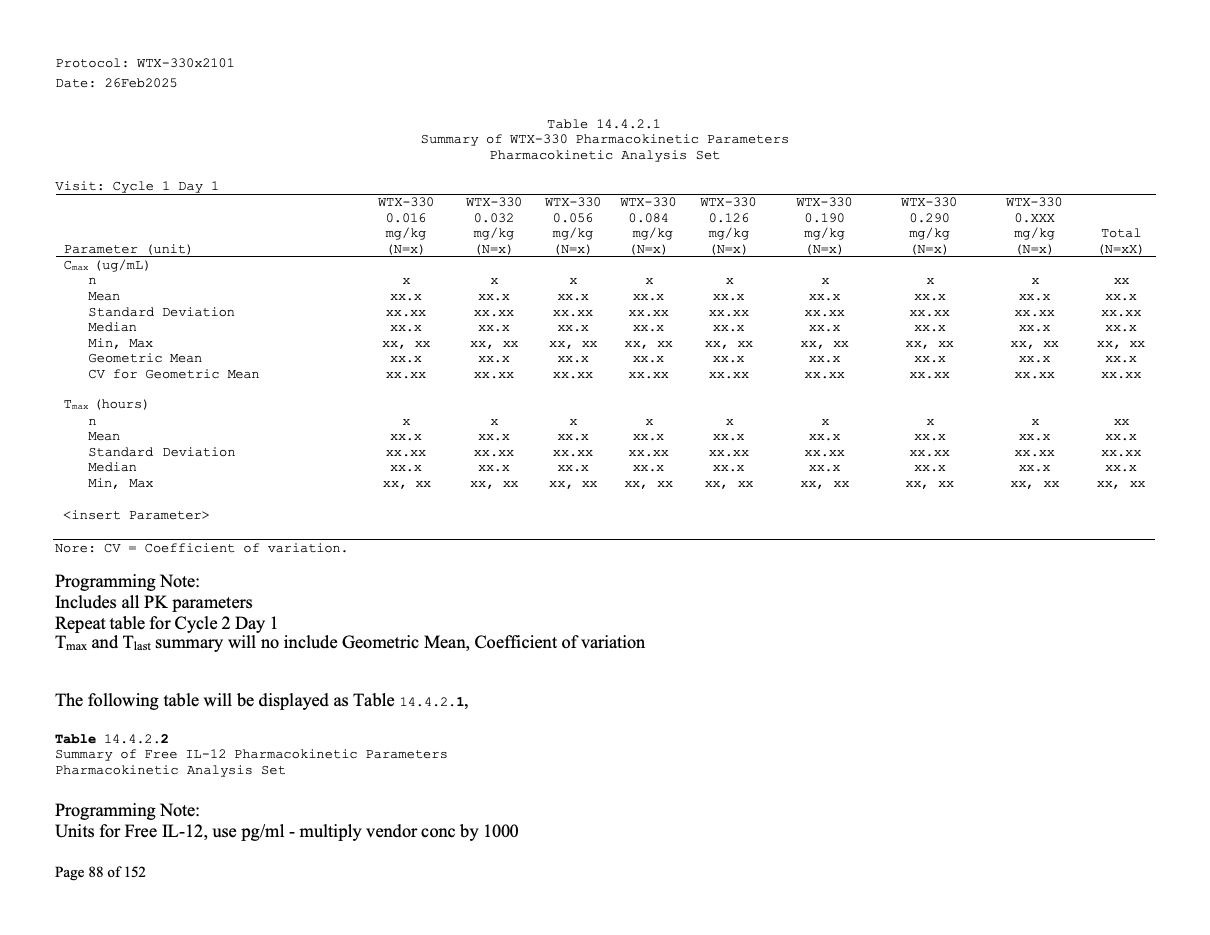 Protocol: WTX-330x2101
Date: 26Feb2025
Table 14.4.2.1
Summary of WTX-330 Pharmacokinetic Parameters
Pharmacokinetic Analysis Set
Visit: Cycle 1 Day 1
WTX-330 WTX-330 WTX-330 WTX-330 WTX-330 WTX-330 WTX-330 WTX-330
0.016 0.032 0.056 0.084 0.126 0.190 0.290 0.XXX
mg/kg mg/kg mg/kg mg/kg mg/kg mg/kg mg/kg mg/kg Total
Parameter (unit) (N=x) (N=x) (N=x) (N=x) (N=x) (N=x) (N=x) (N=x) (N=xX)
Cmax (ug/mL)
n x x x x x x x x xx
Mean xx.x xx.x xx.x xx.x xx.x xx.x xx.x xx.x xx.x
Standard Deviation xx.xx xx.xx xx.xx xx.xx xx.xx xx.xx xx.xx xx.xx xx.xx
Median xx.x xx.x xx.x xx.x xx.x xx.x xx.x xx.x xx.x
Min, Max xx, xx xx, xx xx, xx xx, xx xx, xx xx, xx xx, xx xx, xx xx, xx
Geometric Mean xx.x xx.x xx.x xx.x xx.x xx.x xx.x xx.x xx.x
CV for Geometric Mean xx.xx xx.xx xx.xx xx.xx xx.xx xx.xx xx.xx xx.xx xx.xx
Tmax (hours)
n x x x x x x x x xx
Mean xx.x xx.x xx.x xx.x xx.x xx.x xx.x xx.x xx.x
Standard Deviation xx.xx xx.xx xx.xx xx.xx xx.xx xx.xx xx.xx xx.xx xx.xx
Median xx.x xx.x xx.x xx.x xx.x xx.x xx.x xx.x xx.x
Min, Max xx, xx xx, xx xx, xx xx, xx xx, xx xx, xx xx, xx xx, xx xx, xx
<insert Parameter>
Nore: CV = Coefficient of variation.
Programming Note:
Includes all PK parameters
Repeat table for Cycle 2 Day 1
Tmax and Tlast summary will no include Geometric Mean, Coefficient of variation
The following table will be displayed as Table 14.4.2.1,
Table 14.4.2.2
Summary of Free IL-12 Pharmacokinetic Parameters
Pharmacokinetic Analysis Set
Programming Note:
Units for Free IL-12, use pg/ml - multiply vendor conc by 1000
Page 88 of 152